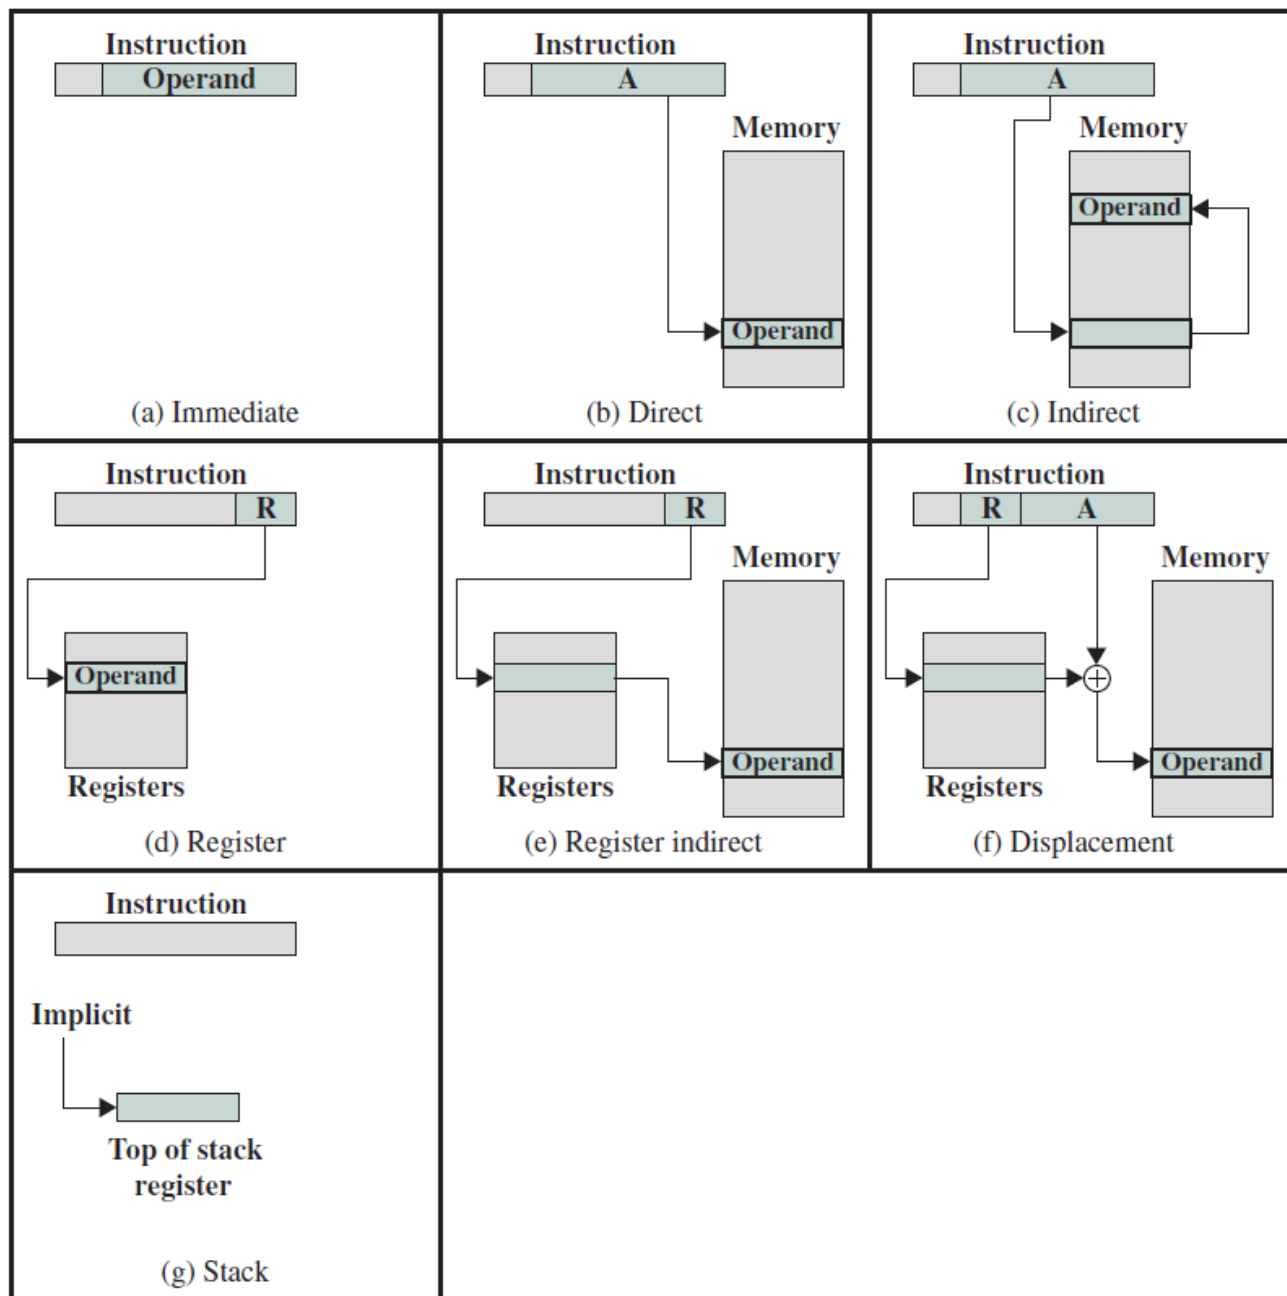 Instruction
Operand
(a) Immediate
Instruction
A
Memory
Operand
(b) Direct
Instruction
A
Memory
Operand
(c) Indirect
Instruction
R
Operand
Registers
(d) Register
Instruction
R
Memory
Operand
Registers
(e) Register indirect
Instruction
R A
Memory
Operand
Registers
(f) Displacement
Instruction
Implicit
Top of stack
register
(g) Stack